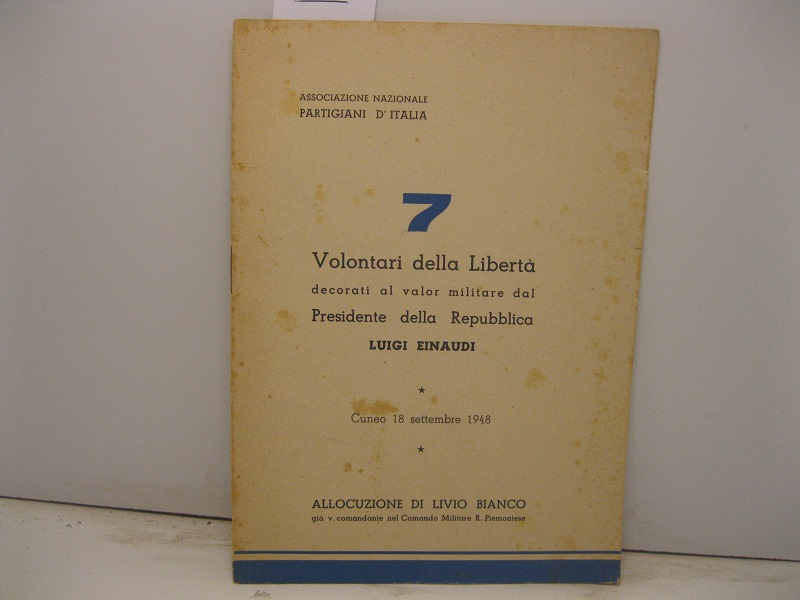 ASSOCIAZIONE NAZIONALE
PARTIGIANI D'ITALIA
7
Volontari della Libertà
decorati al valor militare dal
Presidente della Repubblica
LUIGI EINAUDI
★
Cuneo 18 settembre 1948
★
ALLOCUZIONE DI LIVIO BIANCO
già v. comandante nel Comando Militare R. Piemontese